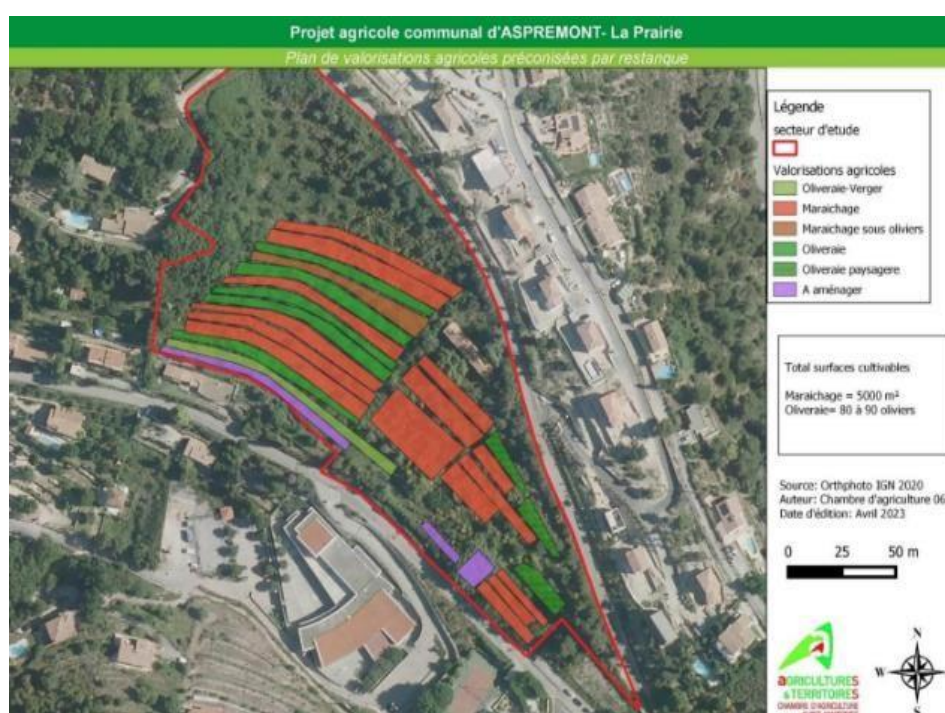 Projet agricole communal d'ASPREMONT- La Prairie
Plan de valorisations agricoles préconisées par restanque
Légende
secteur d'etude
Valorisations agricoles
Oliveraie-Verger
Maraichage
Maraichage sous oliviers
Oliveraie
Oliveraie paysagere
A aménager
Total surfaces cultivables
Maraichage = 5000 m²
Oliveraie= 80 à 90 oliviers
Source: Orthphoto IGN 2020
Auteur: Chambre d'agriculture 06
Date d'édition: Avril 2023
0 25 50 m
N
W E
S
aGRICULTURES
& TERRITOIRES
CHAMBRE D'AGRICULTURE